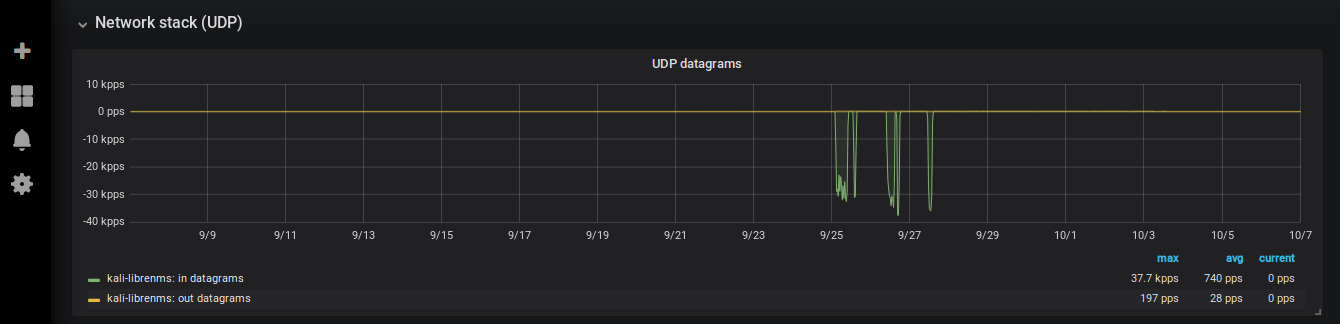 Network stack (UDP)
UDP datagrams
10 kpps
0 pps
-10 kpps
-20 kpps
-30 kpps
-40 kpps
9/9 9/11 9/13 9/15 9/17 9/19 9/21 9/23 9/25 9/27 9/29 10/1 10/3 10/5 10/7
max avg current
kali-librenms: in datagrams 37.7 kpps 740 pps 0 pps
kali-librenms: out datagrams 197 pps 28 pps 0 pps